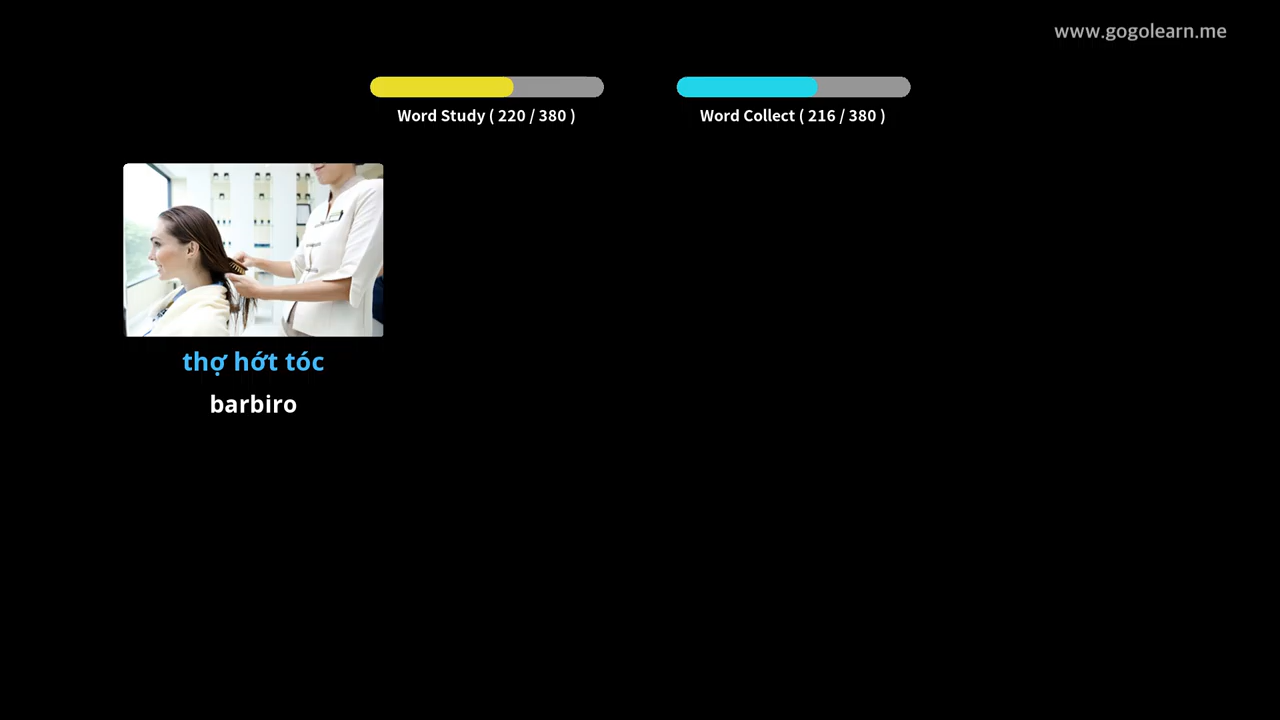 www.gogolearn.me
Word Study ( 220 / 380 )
Word Collect ( 216 / 380 )
thợ hớt tóc
barbiro